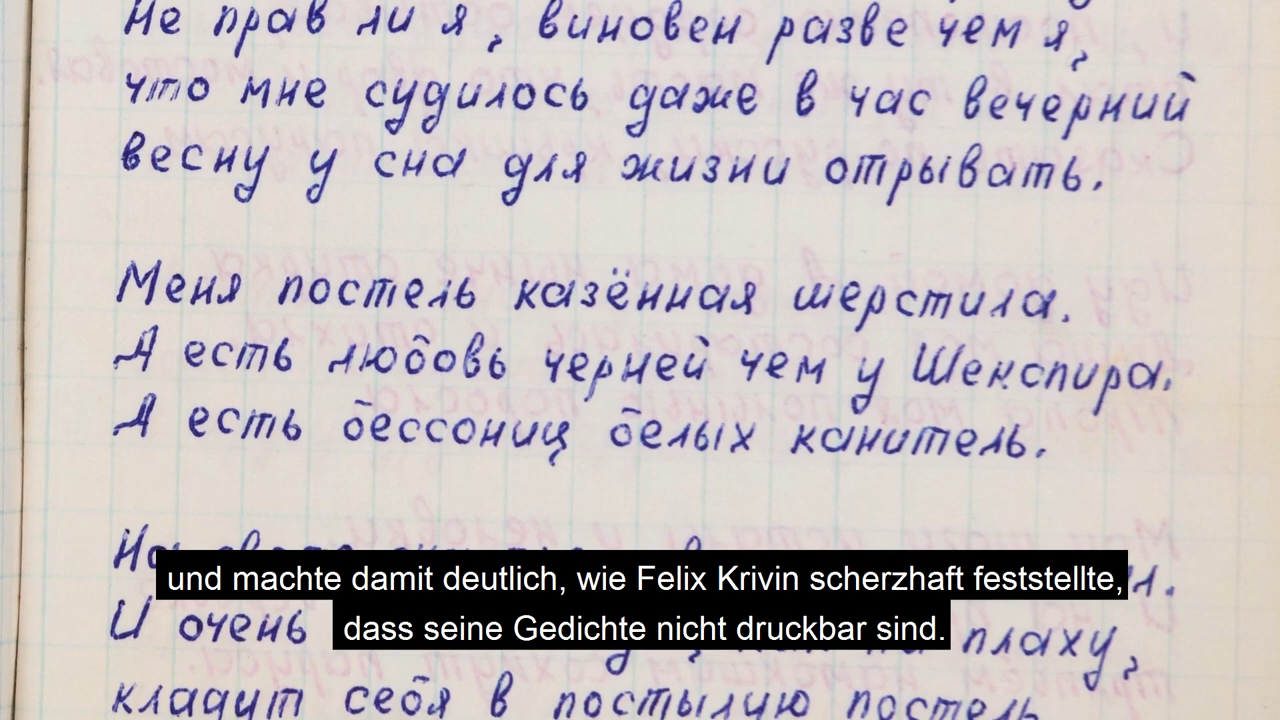 Не прав ли я, виновен разве чем я,
что мне судилось даже в час вечерний
весну у сна для жизни отрывать.
Меня постель казённая шерстила.
А есть любовь черней чем у Шекспира.
А есть бессониц белых канитель.
und machte damit deutlich, wie Felix Krivin scherzhaft feststellte,
И очень
dass seine Gedichte nicht druckbar sind.
плаху,
кладут себя в постылую постель